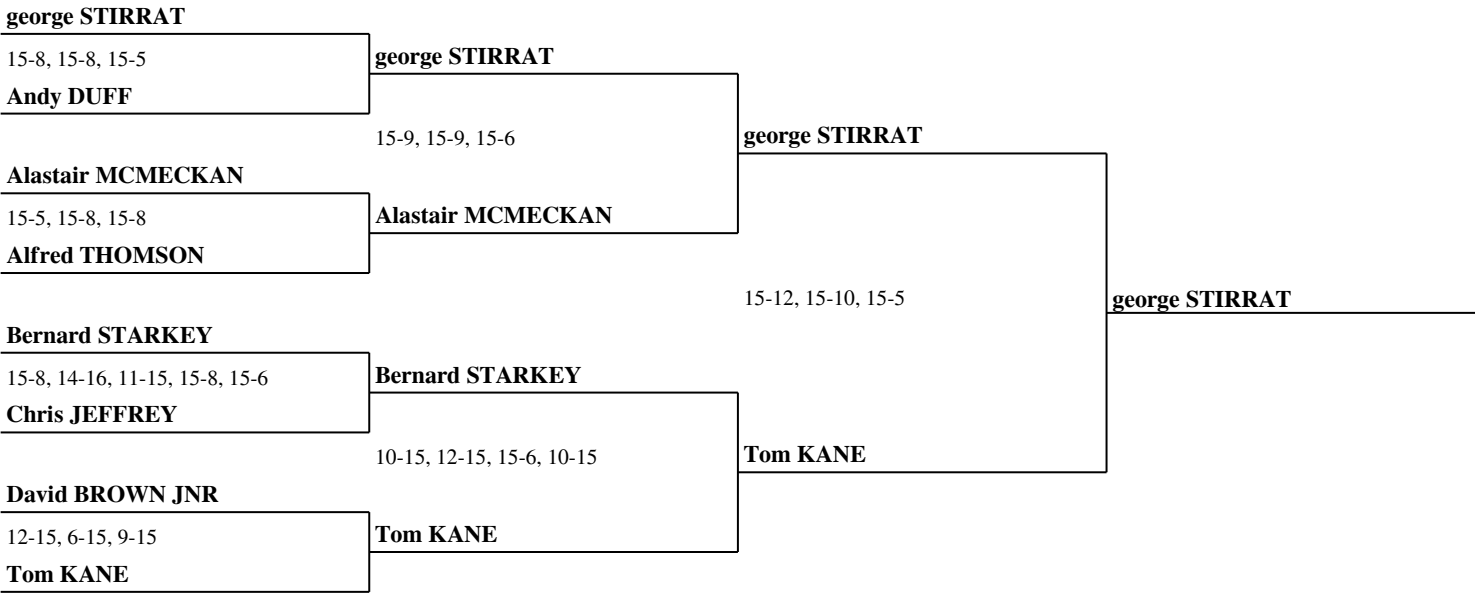 george STIRRAT
15-8, 15-8, 15-5
george STIRRAT
Andy DUFF
15-9, 15-9, 15-6
george STIRRAT
Alastair MCMECKAN
15-5, 15-8, 15-8
Alastair MCMECKAN
Alfred THOMSON
15-12, 15-10, 15-5
george STIRRAT
Bernard STARKEY
15-8, 14-16, 11-15, 15-8, 15-6
Bernard STARKEY
Chris JEFFREY
10-15, 12-15, 15-6, 10-15
Tom KANE
David BROWN JNR
12-15, 6-15, 9-15
Tom KANE
Tom KANE